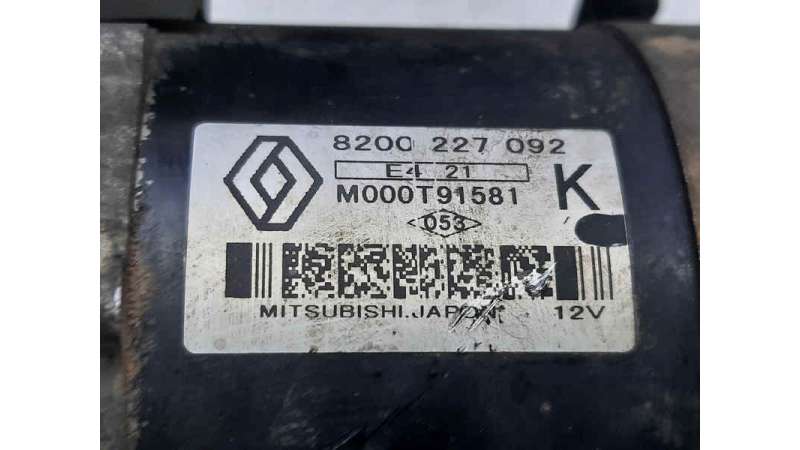 8200 227 092
E4 21
K
M000T91581
053
MITSUBISHI.JAPAN 12V